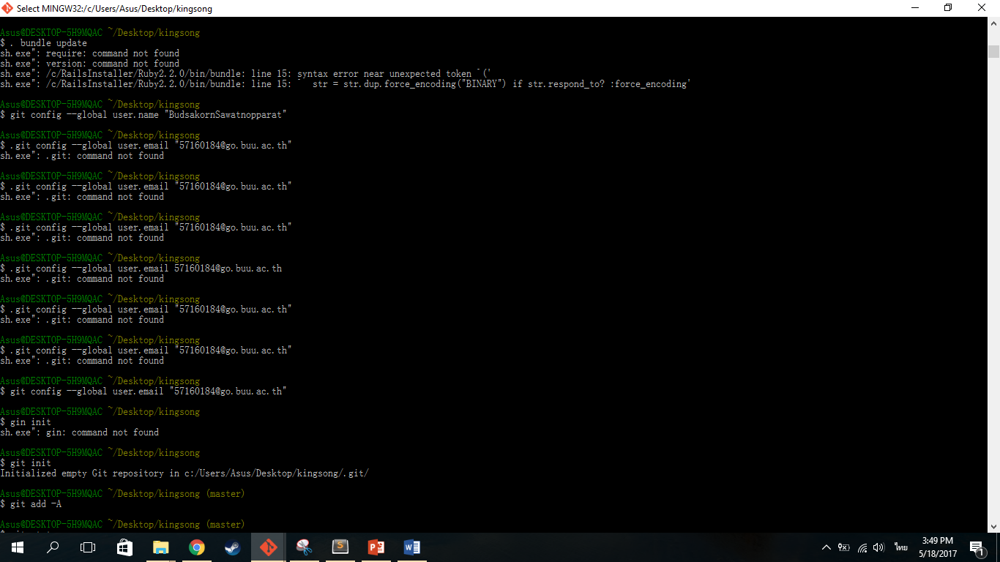 Select MINGW32:/c/Users/Asus/Desktop/kingsong
Asus@DESKTOP-5H9MQAC ~/Desktop/kingsong
$ . bundle update
sh.exe": require: command not found
sh.exe": version: command not found
sh.exe": /c/RailsInstaller/Ruby2.2.0/bin/bundle: line 15: syntax error near unexpected token `('
sh.exe": /c/RailsInstaller/Ruby2.2.0/bin/bundle: line 15: `  str = str.dup.force_encoding("BINARY") if str.respond_to? :force_encoding'
Asus@DESKTOP-5H9MQAC ~/Desktop/kingsong
$ git config --global user.name "BudsakornSawatnopparat"
Asus@DESKTOP-5H9MQAC ~/Desktop/kingsong
$ .git config --global user.email "57160184@go.buu.ac.th"
sh.exe": .git: command not found
Asus@DESKTOP-5H9MQAC ~/Desktop/kingsong
$ .git config --global user.email "57160184@go.buu.ac.th"
sh.exe": .git: command not found
Asus@DESKTOP-5H9MQAC ~/Desktop/kingsong
$ .git config --global user.email "57160184@go.buu.ac.th"
sh.exe": .git: command not found
Asus@DESKTOP-5H9MQAC ~/Desktop/kingsong
$ .git config --global user.email 57160184@go.buu.ac.th
sh.exe": .git: command not found
Asus@DESKTOP-5H9MQAC ~/Desktop/kingsong
$ .git config --global user.email "57160184@go.buu.ac.th"
sh.exe": .git: command not found
Asus@DESKTOP-5H9MQAC ~/Desktop/kingsong
$ .git config --global user.email "57160184@go.buu.ac.th"
sh.exe": .git: command not found
Asus@DESKTOP-5H9MQAC ~/Desktop/kingsong
$ git config --global user.email "57160184@go.buu.ac.th"
Asus@DESKTOP-5H9MQAC ~/Desktop/kingsong
$ gin init
sh.exe": gin: command not found
Asus@DESKTOP-5H9MQAC ~/Desktop/kingsong
$ git init
Initialized empty Git repository in c:/Users/Asus/Desktop/kingsong/.git/
Asus@DESKTOP-5H9MQAC ~/Desktop/kingsong (master)
$ git add -A
Asus@DESKTOP-5H9MQAC ~/Desktop/kingsong (master)
ไทย
3:49 PM
5/18/2017
1